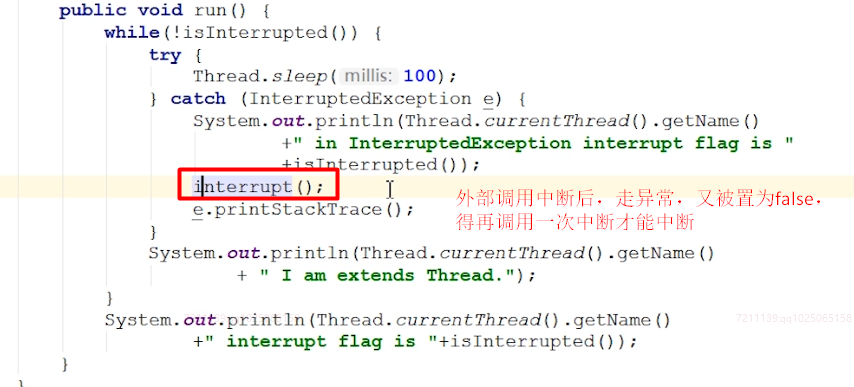 public void run() {
while(!isInterrupted()) {
try {
Thread.sleep( millis: 100);
} catch (InterruptedException e) {
System.out.println(Thread.currentThread().getName()
+" in InterruptedException interrupt flag is "
+isInterrupted());
interrupt();
e.printStackTrace();
外部调用中断后，走异常，又被置为false，
得再调用一次中断才能中断
}
System.out.println(Thread.currentThread().getName()
+ " I am extends Thread.");
}
System.out.println(Thread.currentThread().getName()
+" interrupt flag is "+isInterrupted());
7211139;qq1025065158
}